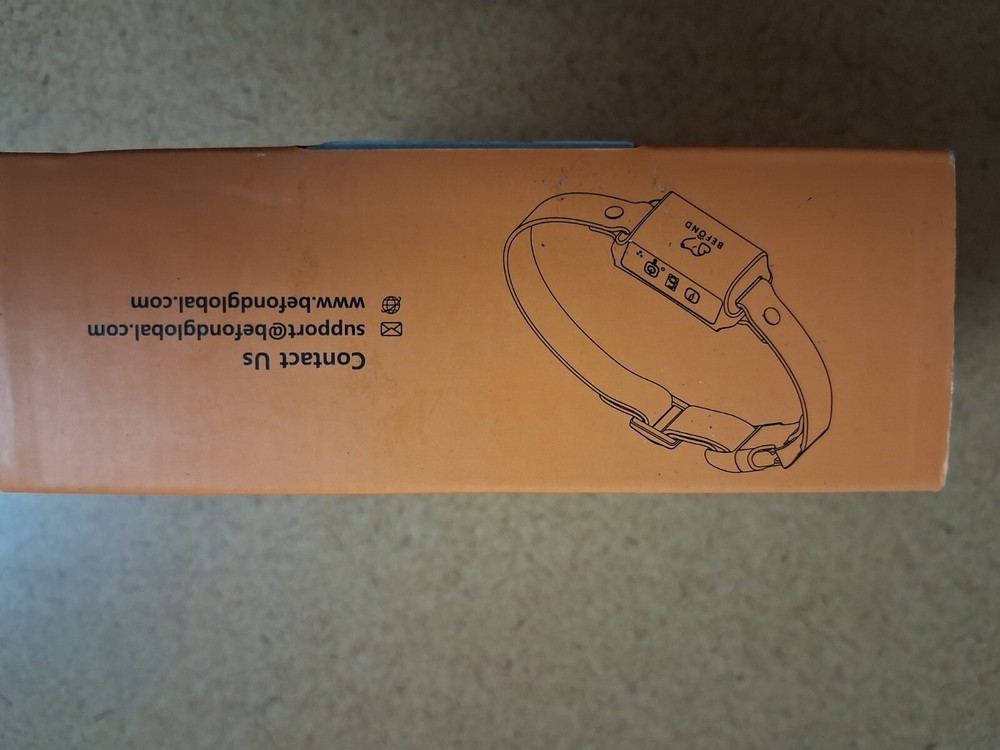 Contact Us
support@befondglobal.com
www.befondglobal.com
BEFOND